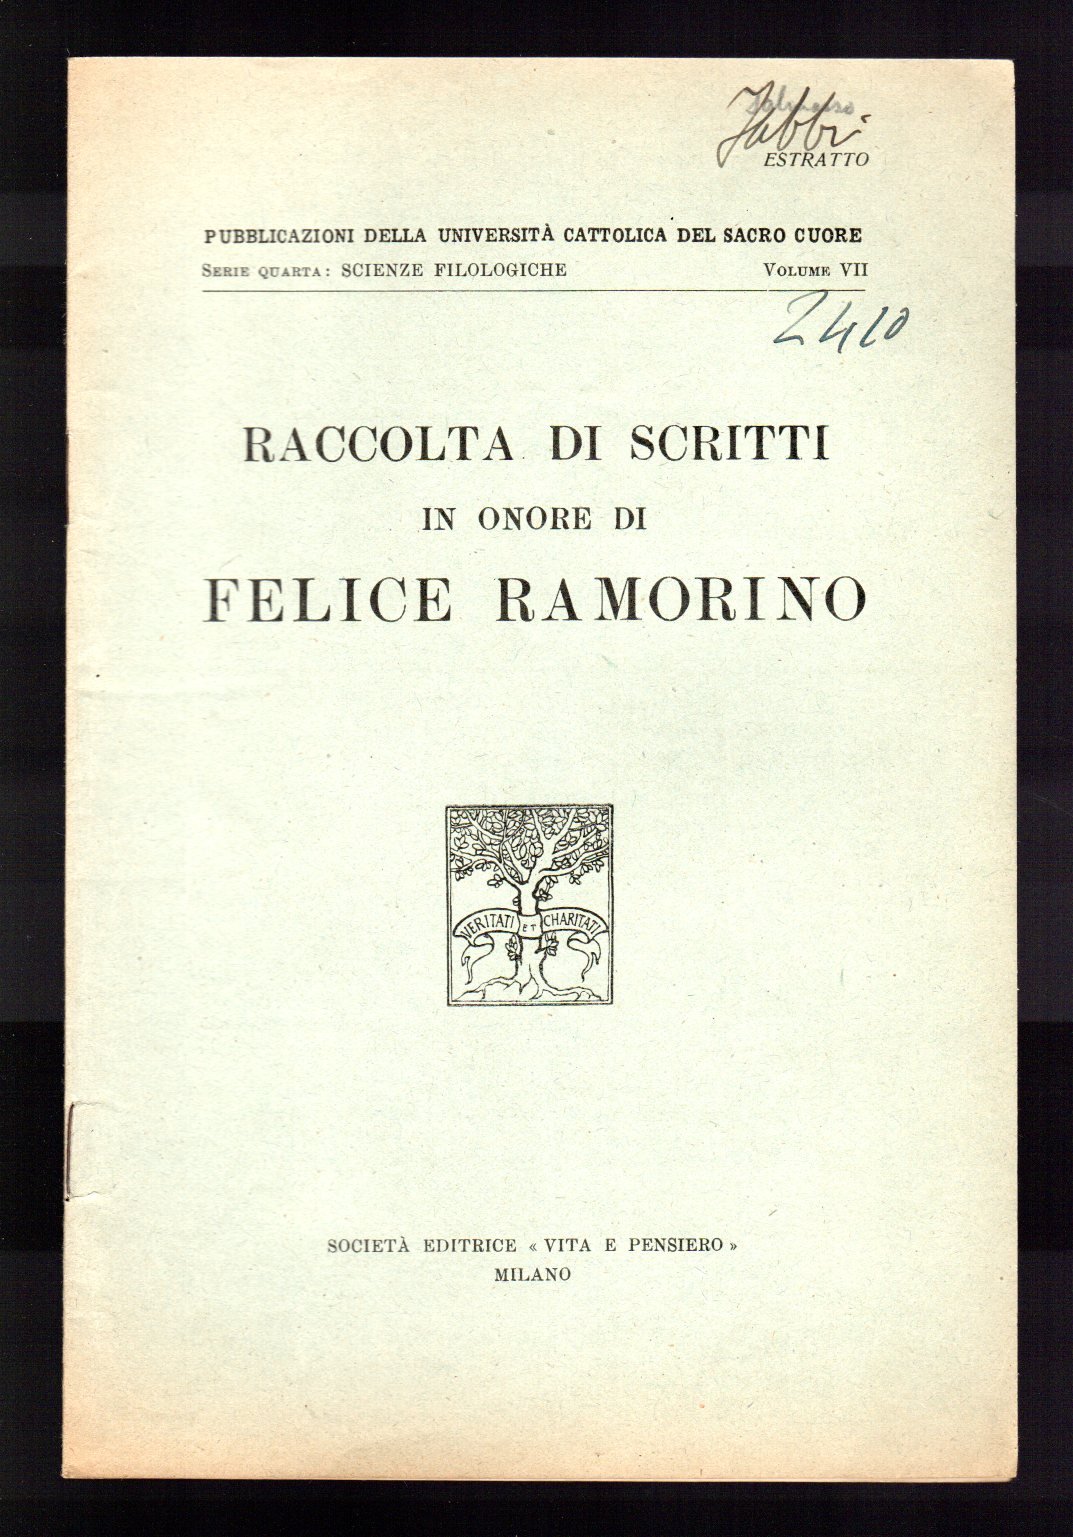 Fabbri
ESTRATTO
PUBBLICAZIONI DELLA UNIVERSITÀ CATTOLICA DEL SACRO CUORE
SERIE QUARTA: SCIENZE FILOLOGICHE VOLUME VII
2410
RACCOLTA DI SCRITTI
IN ONORE DI
FELICE RAMORINO
VERITATI ET CHARITATI
SOCIETÀ EDITRICE « VITA E PENSIERO »
MILANO